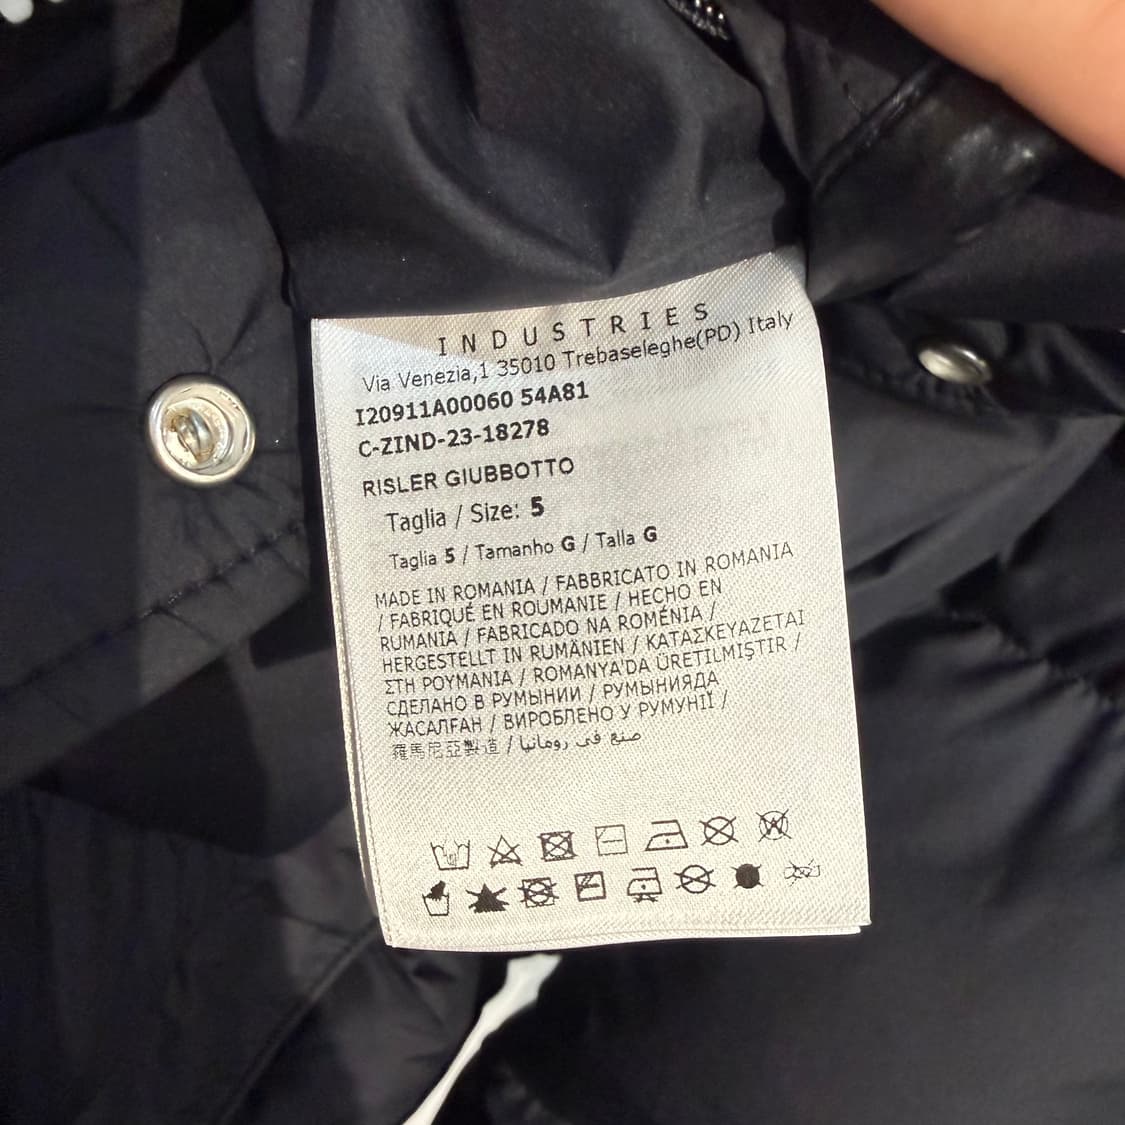 INDUSTRIES
Via Venezia,1 35010 Trebaseleghe(PD) Italy
I20911A00060 54A81
C-ZIND-23-18278
RISLER GIUBBOTTO
Taglia / Size: 5
Taglia 5 / Tamanho G / Talla G
MADE IN ROMANIA / FABBRICATO IN ROMANIA
/ FABRIQUÉ EN ROUMANIE / HECHO EN
RUMANIA / FABRICADO NA ROMÉNIA /
HERGESTELLT IN RUMÄNIEN / ΚΑΤΑΣΚΕΥΑΖΕΤΑΙ
ΣΤΗ ΡΟΥΜΑΝΙΑ / ROMANYA'DA ÜRETILMIŞTIR /
СДЕЛАНО В РУМЫНИИ / РУМЫНИЯДА
ЖАСАЛҒАН / ВИРОБЛЕНО У РУМУНІЇ /
羅馬尼亞製造 / صنع في رومانيا